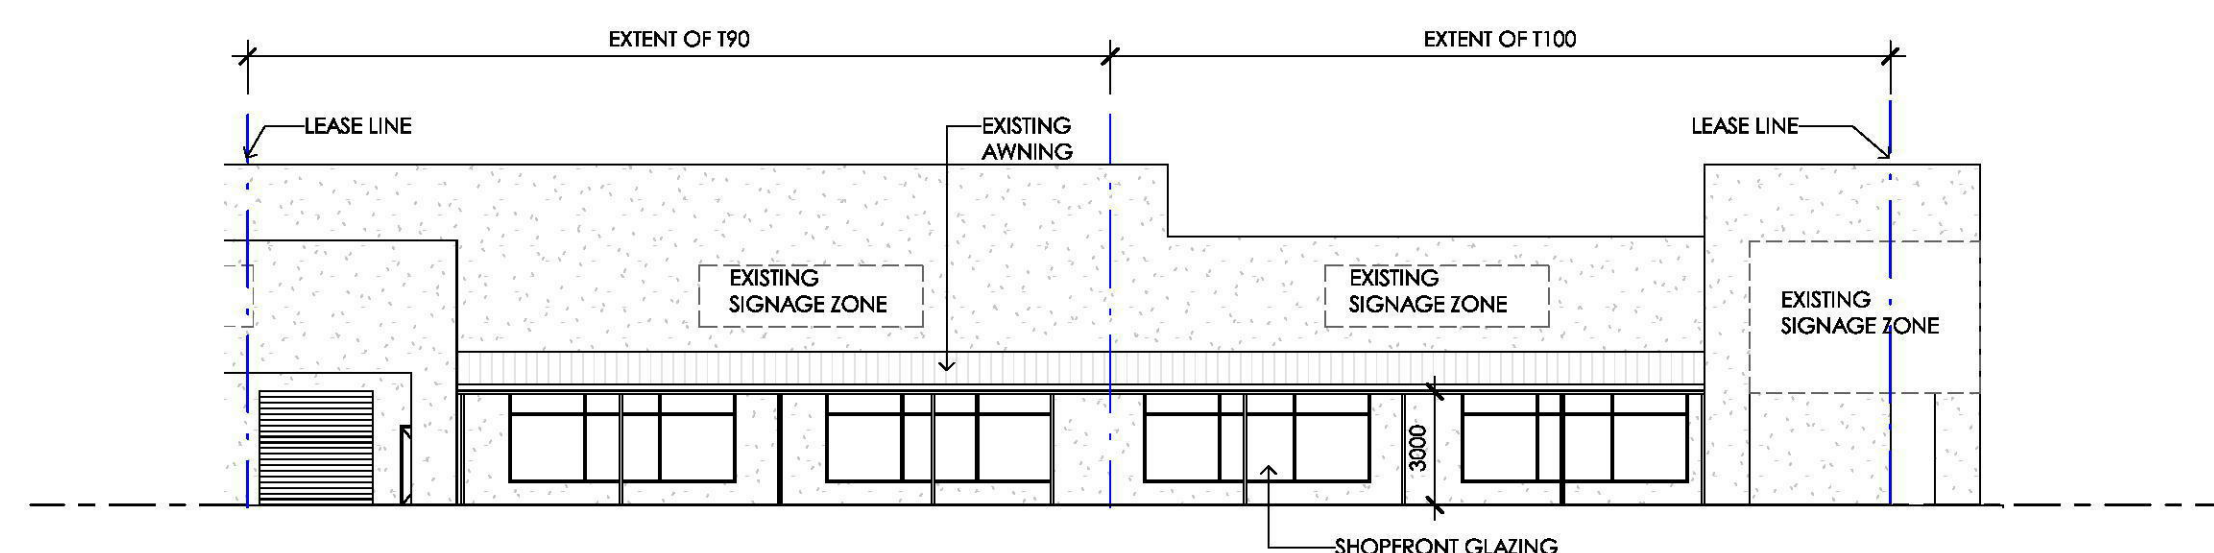 EXTENT OF T90
EXTENT OF T100
LEASE LINE
EXISTING
AWNING
LEASE LINE
EXISTING
SIGNAGE ZONE
EXISTING
SIGNAGE ZONE
EXISTING
SIGNAGE ZONE
3000
SHOPFRONT GLAZING